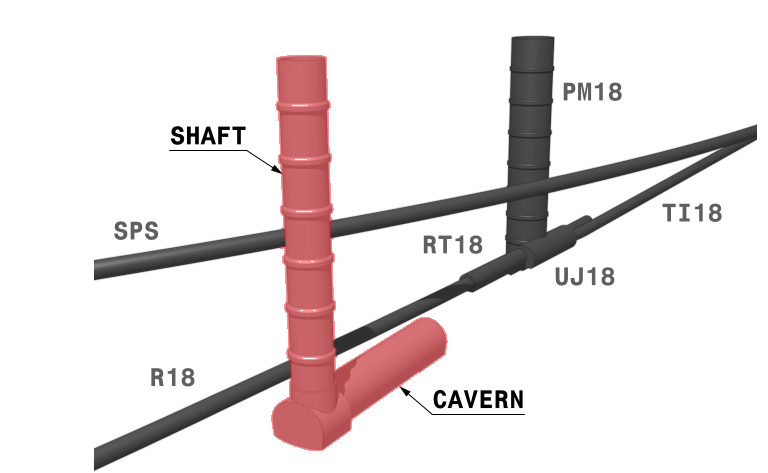 PM18
SHAFT
TI18
SPS
RT18
UJ18
R18
CAVERN